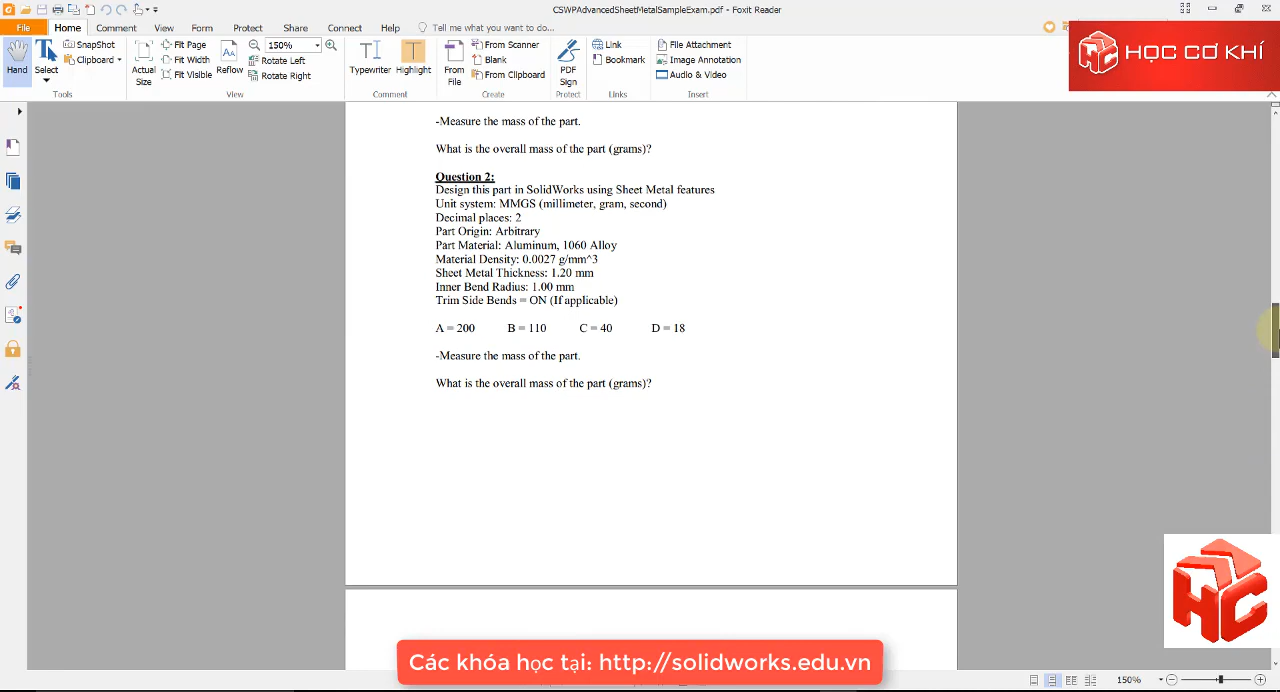 CSWPAdvancedSheetMetalSampleExam.pdf - Foxit Reader
File Home Comment View Form Protect Share Connect Help Tell me what you want to do...
Hand
Select
SnapShot
Clipboard
Tools
Actual Size
Fit Page
Fit Width
Fit Visible
Reflow
150%
Rotate Left
Rotate Right
View
Typewriter
Highlight
Comment
From File
From Scanner
Blank
From Clipboard
Create
PDF Sign
Protect
Link
Bookmark
Links
File Attachment
Image Annotation
Audio & Video
Insert
HỌC CƠ KHÍ
-Measure the mass of the part.
What is the overall mass of the part (grams)?
Question 2:
Design this part in SolidWorks using Sheet Metal features
Unit system: MMGS (millimeter, gram, second)
Decimal places: 2
Part Origin: Arbitrary
Part Material: Aluminum, 1060 Alloy
Material Density: 0.0027 g/mm^3
Sheet Metal Thickness: 1.20 mm
Inner Bend Radius: 1.00 mm
Trim Side Bends = ON (If applicable)
A = 200 B = 110 C = 40 D = 18
-Measure the mass of the part.
What is the overall mass of the part (grams)?
HC
Các khóa học tại: http://solidworks.edu.vn
150%